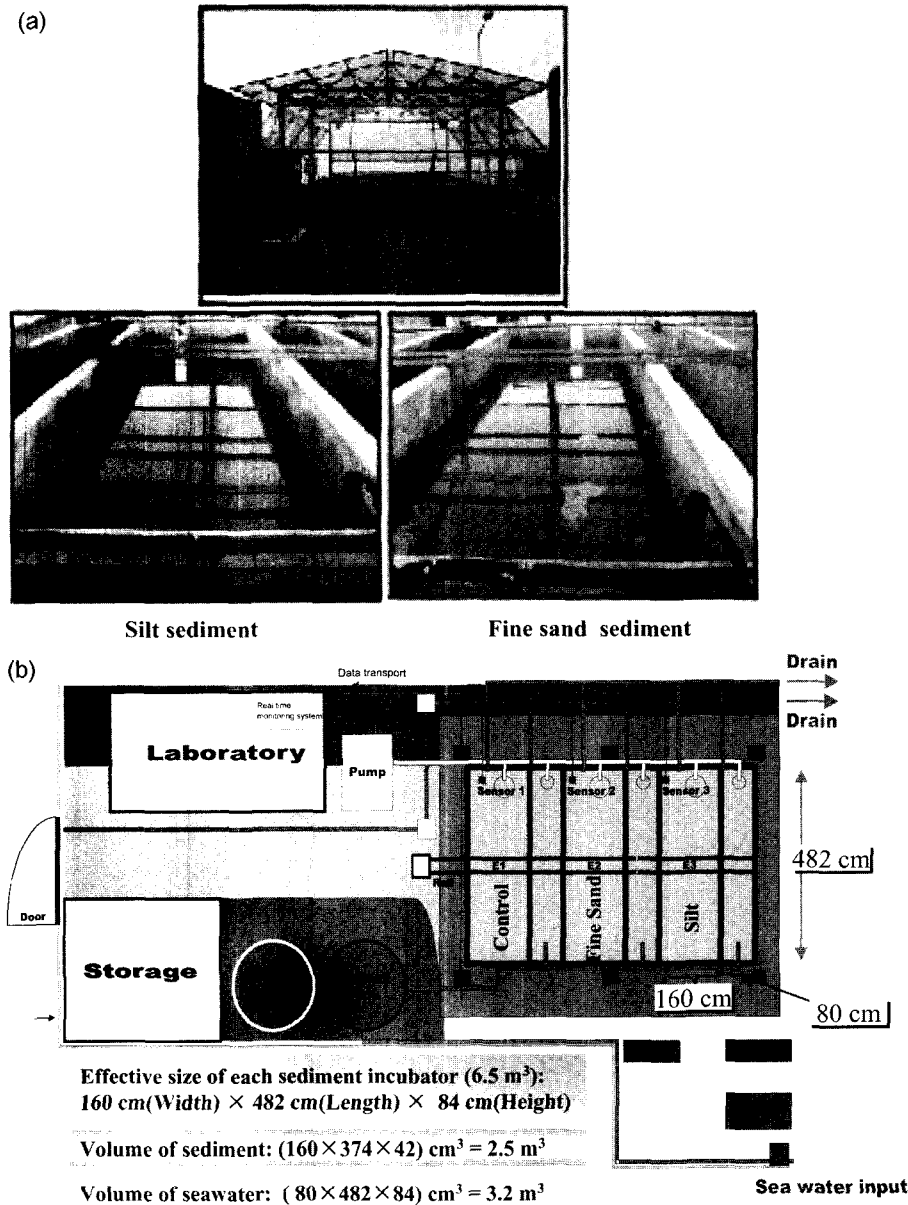 (a)
Silt sediment
Fine sand sediment
(b)
Data transport
Drain
Drain
Real time
monitoring system
Laboratory
Pump
Sensor 1
Sensor 2
Sensor 3
482 cm
E1
E2
E3
Control
Fine Sand
Silt
Door
Storage
160 cm
80 cm
Effective size of each sediment incubator (6.5 m³):
160 cm(Width) × 482 cm(Length) × 84 cm(Height)
Volume of sediment: (160×374×42) cm³ = 2.5 m³
Volume of seawater: ( 80×482×84) cm³ = 3.2 m³
Sea water input